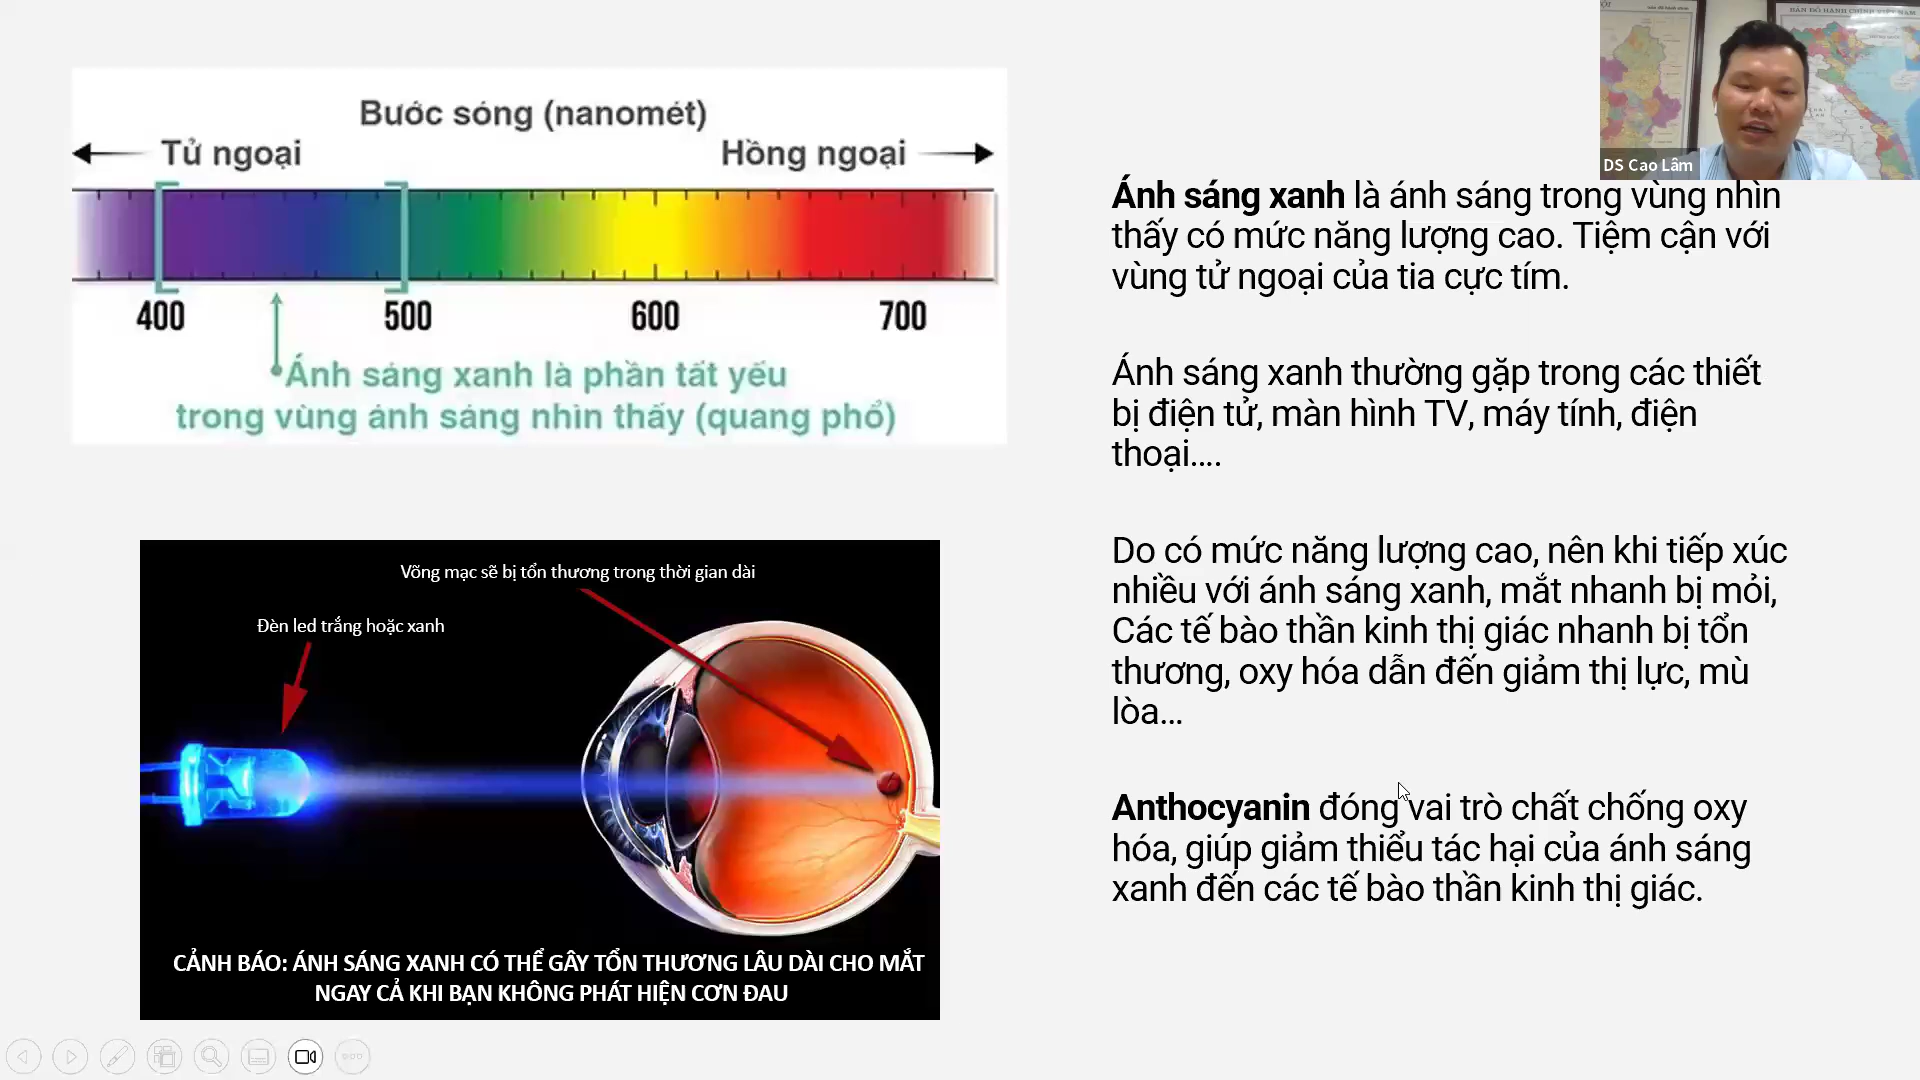 Bước sóng (nanomét)
Tử ngoại
Hồng ngoại
400 500 600 700
Ánh sáng xanh là phần tất yếu
trong vùng ánh sáng nhìn thấy (quang phổ)
Võng mạc sẽ bị tổn thương trong thời gian dài
Đèn led trắng hoặc xanh
CẢNH BÁO: ÁNH SÁNG XANH CÓ THỂ GÂY TỔN THƯƠNG LÂU DÀI CHO MẮT
NGAY CẢ KHI BẠN KHÔNG PHÁT HIỆN CƠN ĐAU
BẢN ĐỒ HÀNH CHÍNH VIỆT NAM
DS Cao Lâm
Ánh sáng xanh là ánh sáng trong vùng nhìn
thấy có mức năng lượng cao. Tiệm cận với
vùng tử ngoại của tia cực tím.
Ánh sáng xanh thường gặp trong các thiết
bị điện tử, màn hình TV, máy tính, điện
thoại....
Do có mức năng lượng cao, nên khi tiếp xúc
nhiều với ánh sáng xanh, mắt nhanh bị mỏi,
Các tế bào thần kinh thị giác nhanh bị tổn
thương, oxy hóa dẫn đến giảm thị lực, mù
lòa...
Anthocyanin đóng vai trò chất chống oxy
hóa, giúp giảm thiểu tác hại của ánh sáng
xanh đến các tế bào thần kinh thị giác.